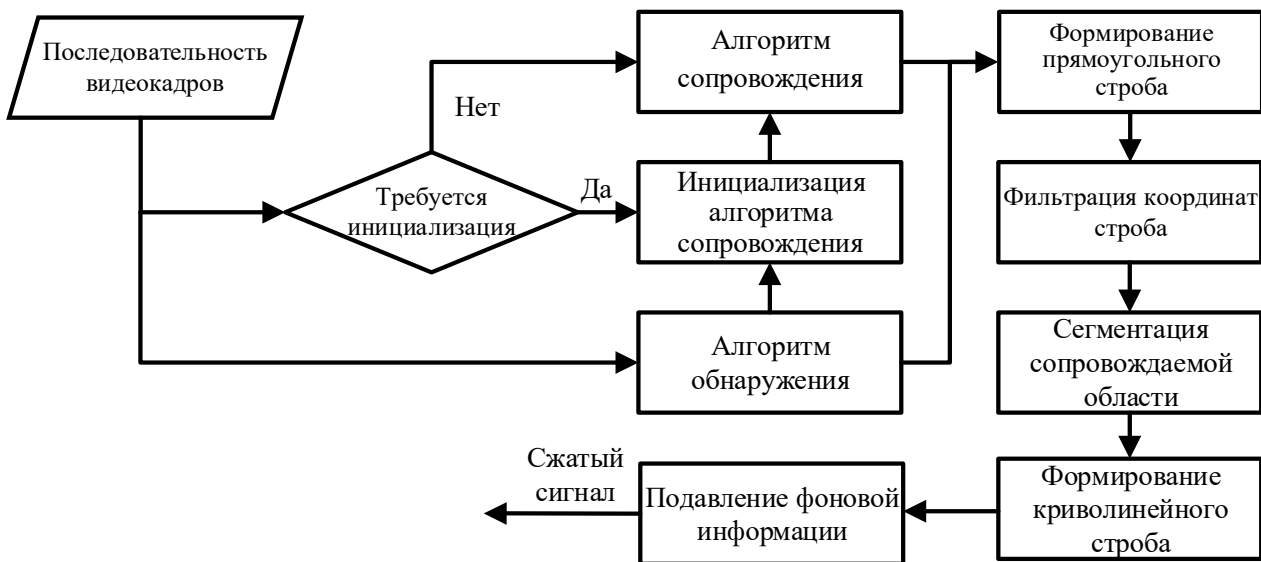 Последовательность
видеокадров
Нет
Требуется
инициализация
Да
Алгоритм
сопровождения
Инициализация
алгоритма
сопровождения
Алгоритм
обнаружения
Формирование
прямоугольного
строба
Фильтрация координат
строба
Сегментация
сопровождаемой
области
Формирование
криволинейного
строба
Подавление фоновой
информации
Сжатый
сигнал